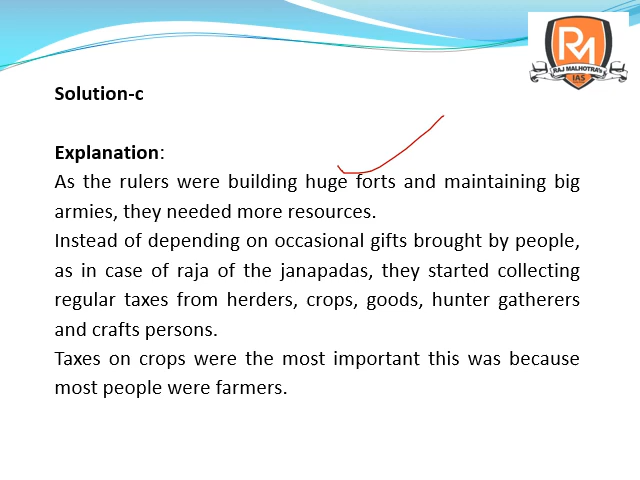 RM
RAJ MALHOTRA'S
IAS
Solution-c
Explanation:
As the rulers were building huge forts and maintaining big
armies, they needed more resources.
Instead of depending on occasional gifts brought by people,
as in case of raja of the janapadas, they started collecting
regular taxes from herders, crops, goods, hunter gatherers
and crafts persons.
Taxes on crops were the most important this was because
most people were farmers.